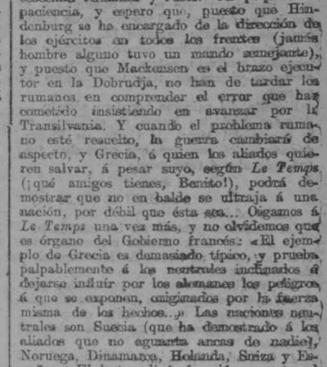 paciencia, y espero que, puesto que Hin-
denburg se ha encargado de la dirección de
los ejércitos en todos los frentes (jamás
hombre alguno tuvo un mando semejante),
y puesto que Mackensen es el brazo ejecu-
tor en la Dobrudja, no han de tardar los
rumanos en comprender el error que han
cometido insistiendo en avanzar por la
Transilvania. Y cuando el problema ruma-
no esté resuelto, la guerra cambiará de
aspecto, y Grecia, á quien los aliados quie-
ren salvar, á pesar suyo, según Le Temps
(¡qué amigos tienes, Benito!), podrá de-
mostrar que no en balde se ultraja á una
nación, por débil que ésta sea... Oigamos á
Le Temps una vez más, y no olvidemos que
es órgano del Gobierno francés: «El ejem-
plo de Grecia es demasiado típico, y prueba
palpablemente á los neutrales inclinados á
dejarse influir por los alemanes los peligros
á que se exponen, originados por la fuerza
misma de los hechos...» Las naciones neu-
trales son Suecia (que ha demostrado á los
aliados que no aguanta ancas de nadie),
Noruega, Dinamarca, Holanda, Suiza y Es-